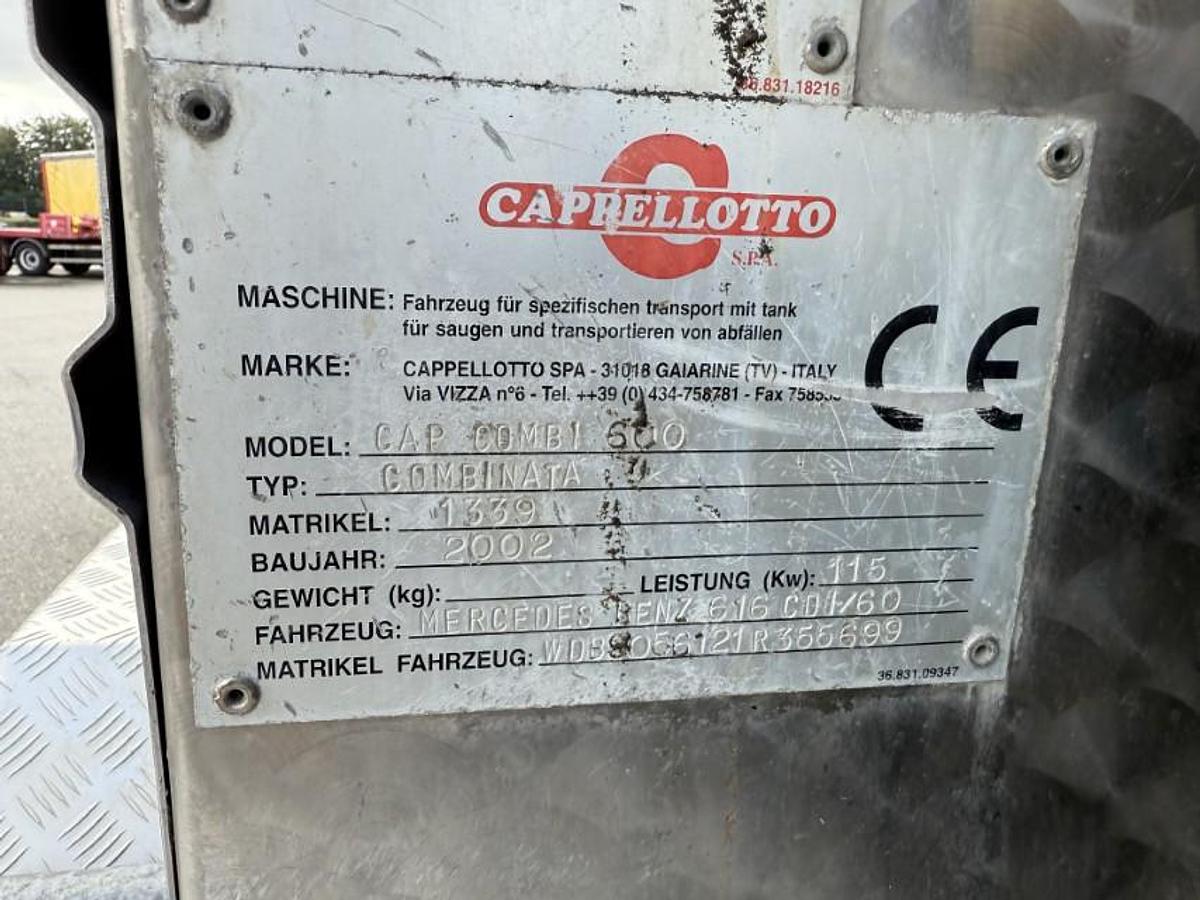 36.831.18216
CAPPELLOTTO
S.P.A.
MASCHINE: Fahrzeug für spezifischen transport mit tank
für saugen und transportieren von abfällen
MARKE: CAPPELLOTTO SPA - 31018 GAIARINE (TV) - ITALY
Via VIZZA n°6 - Tel. ++39 (0) 434-758781 - Fax
CE
MODEL: CAP COMBI 600
TYP: COMBINATA
MATRIKEL: 1339
BAUJAHR: 2002
GEWICHT (kg): LEISTUNG (Kw): 115
FAHRZEUG: MERCEDES BENZ 616 CDI/60
MATRIKEL FAHRZEUG: WDB9056121R355699
36.831.09347